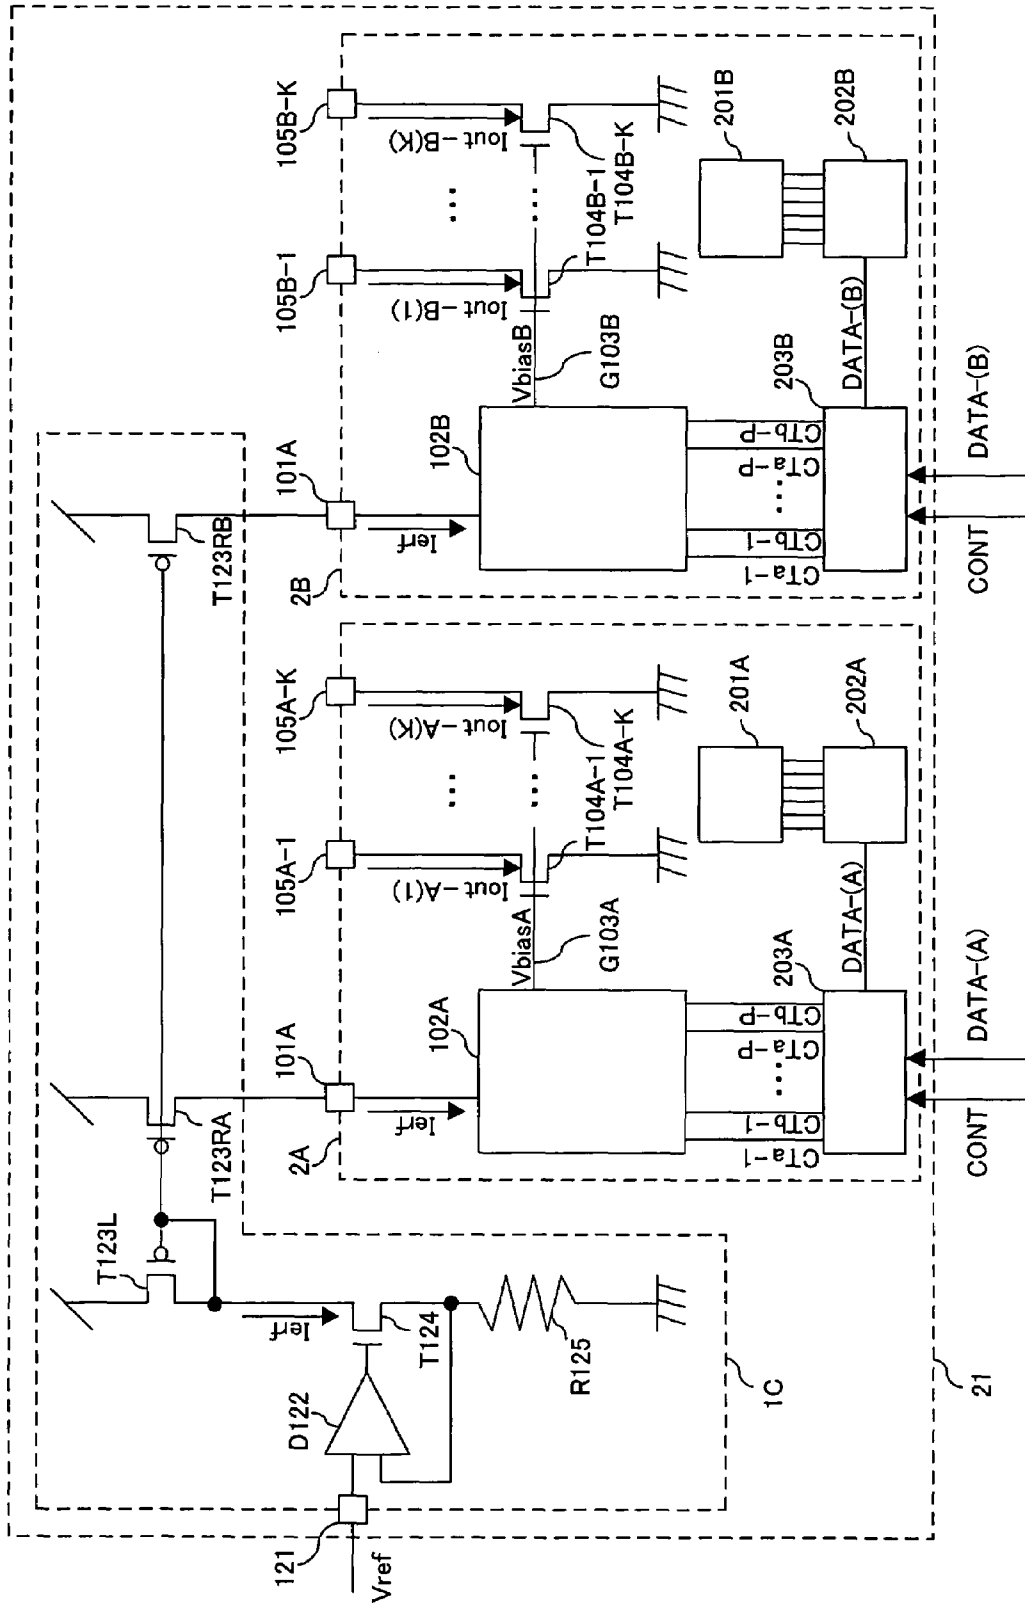 Vref
121
D122
T124
R125
Ierf
T123L
T123RA
T123RB
1C
21
2A
101A
Ierf
102A
VbiasA
G103A
105A-1
Iout-A(1)
105A-K
Iout-A(K)
...
...
T104A-1
T104A-K
CTa-1
CTb-1
...
CTa-P
CTb-P
203A
DATA-(A)
201A
202A
CONT
DATA-(A)
2B
101A
Ierf
102B
VbiasB
G103B
105B-1
Iout-B(1)
105B-K
Iout-B(K)
...
...
T104B-1
T104B-K
CTa-1
CTb-1
...
CTa-P
CTb-P
203B
DATA-(B)
201B
202B
CONT
DATA-(B)